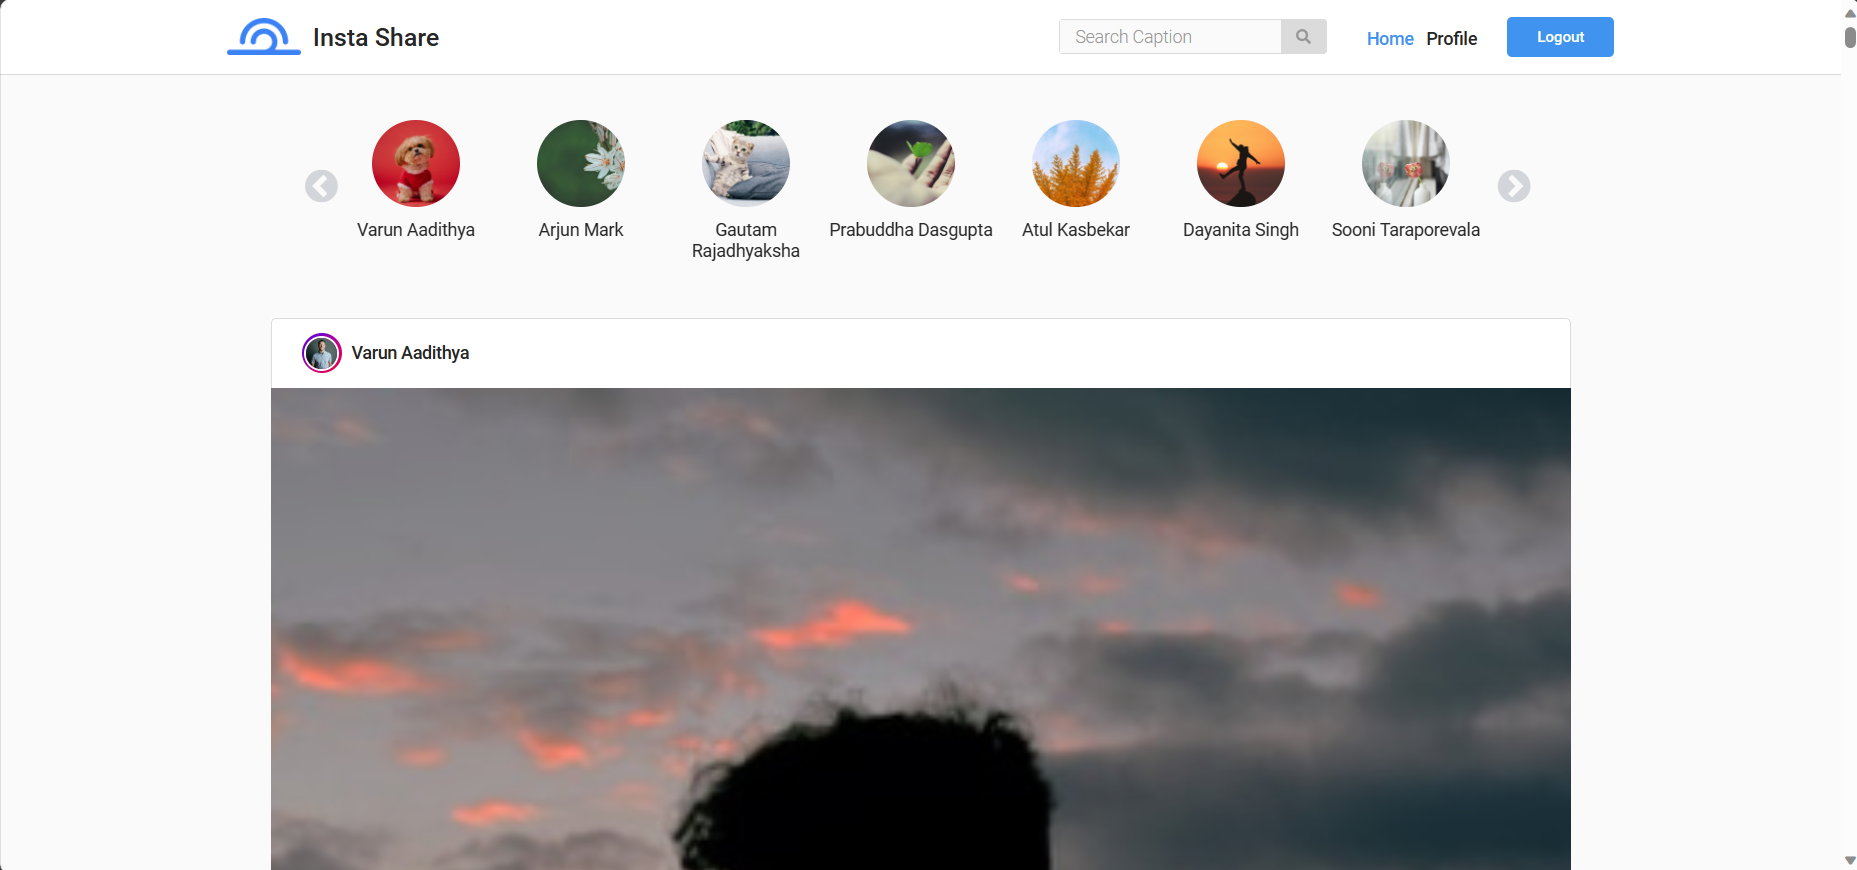 Insta Share
Search Caption
Home
Profile
Logout
Varun Aadithya
Arjun Mark
Gautam
Rajadhyaksha
Prabuddha Dasgupta
Atul Kasbekar
Dayanita Singh
Sooni Taraporevala
Varun Aadithya